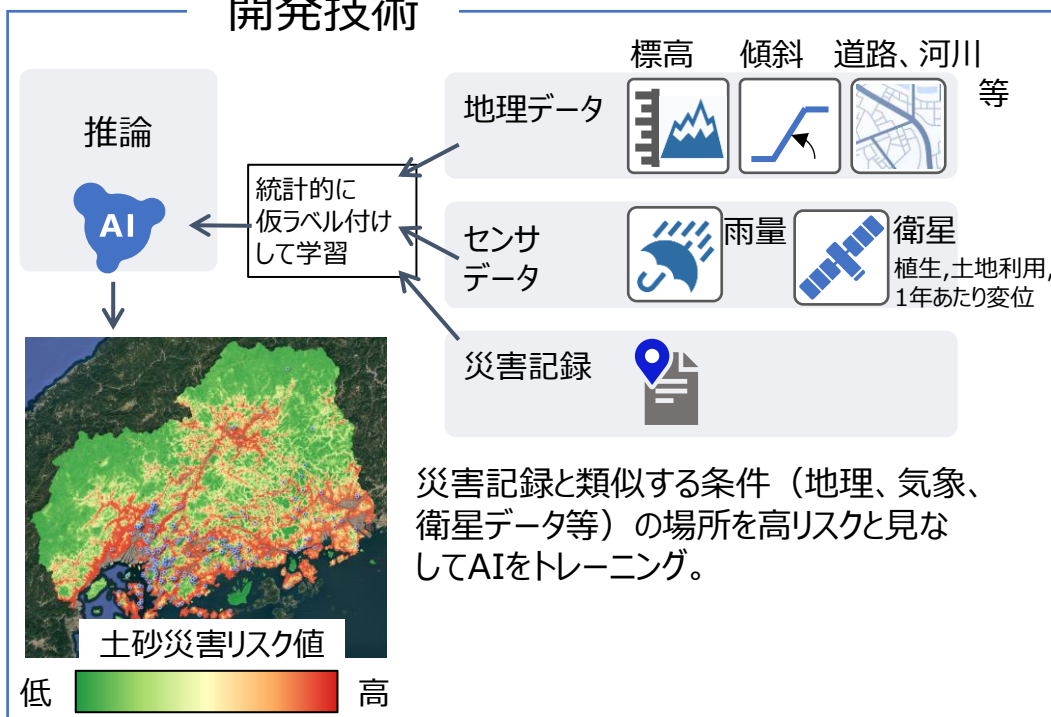 開発技術
推論
AI
統計的に
仮ラベル付け
して学習
地理データ
標高
傾斜
道路、河川
等
センサ
データ
雨量
衛星
植生,土地利用,
1年あたり変位
災害記録
災害記録と類似する条件（地理、気象、
衛星データ等）の場所を高リスクと見な
してAIをトレーニング。
土砂災害リスク値
低
高